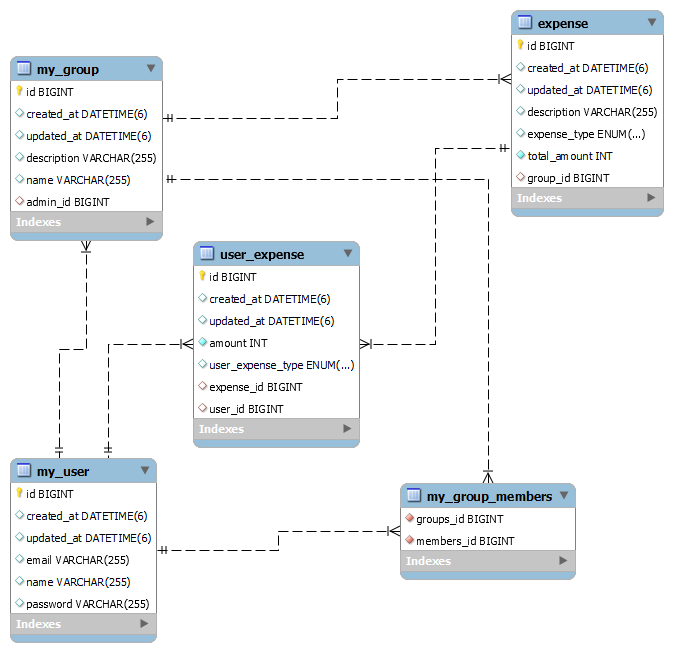 my_group
id BIGINT
created_at DATETIME(6)
updated_at DATETIME(6)
description VARCHAR(255)
name VARCHAR(255)
admin_id BIGINT
Indexes
expense
id BIGINT
created_at DATETIME(6)
updated_at DATETIME(6)
description VARCHAR(255)
expense_type ENUM(...)
total_amount INT
group_id BIGINT
Indexes
user_expense
id BIGINT
created_at DATETIME(6)
updated_at DATETIME(6)
amount INT
user_expense_type ENUM(...)
expense_id BIGINT
user_id BIGINT
Indexes
my_user
id BIGINT
created_at DATETIME(6)
updated_at DATETIME(6)
email VARCHAR(255)
name VARCHAR(255)
password VARCHAR(255)
Indexes
my_group_members
groups_id BIGINT
members_id BIGINT
Indexes